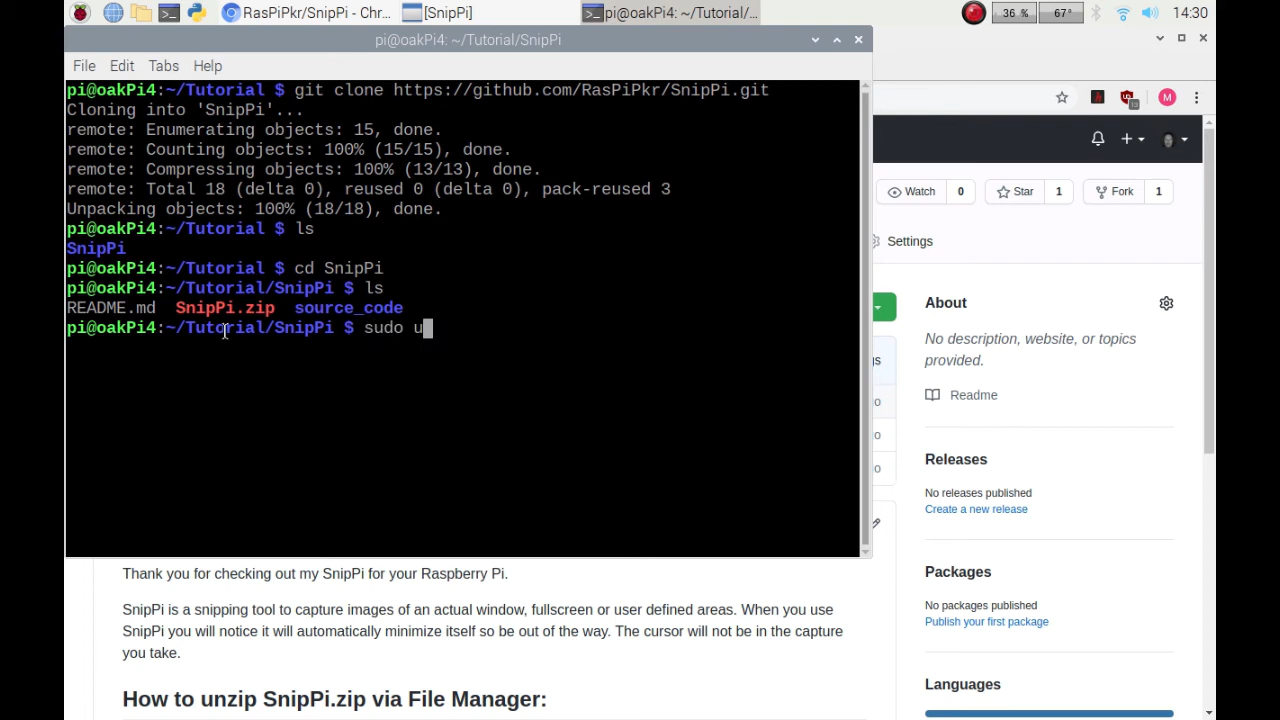 RasPiPkr/SnipPi - Chr...
[SnipPi]
pi@oakPi4: ~/Tutorial/...
36 %
67°
14:30
pi@oakPi4: ~/Tutorial/SnipPi
File Edit Tabs Help
pi@oakPi4:~/Tutorial $ git clone https://github.com/RasPiPkr/SnipPi.git
Cloning into 'SnipPi'...
remote: Enumerating objects: 15, done.
remote: Counting objects: 100% (15/15), done.
remote: Compressing objects: 100% (13/13), done.
remote: Total 18 (delta 0), reused 0 (delta 0), pack-reused 3
Unpacking objects: 100% (18/18), done.
pi@oakPi4:~/Tutorial $ ls
SnipPi
pi@oakPi4:~/Tutorial $ cd SnipPi
pi@oakPi4:~/Tutorial/SnipPi $ ls
README.md SnipPi.zip source_code
pi@oakPi4:~/Tutorial/SnipPi $ sudo u
M
Watch 0
Star 1
Fork 1
Settings
About
No description, website, or topics
provided.
Readme
Releases
No releases published
Create a new release
Packages
No packages published
Publish your first package
Languages
Thank you for checking out my SnipPi for your Raspberry Pi.
SnipPi is a snipping tool to capture images of an actual window, fullscreen or user defined areas. When you use
SnipPi you will notice it will automatically minimize itself so be out of the way. The cursor will not be in the capture
you take.
How to unzip SnipPi.zip via File Manager: